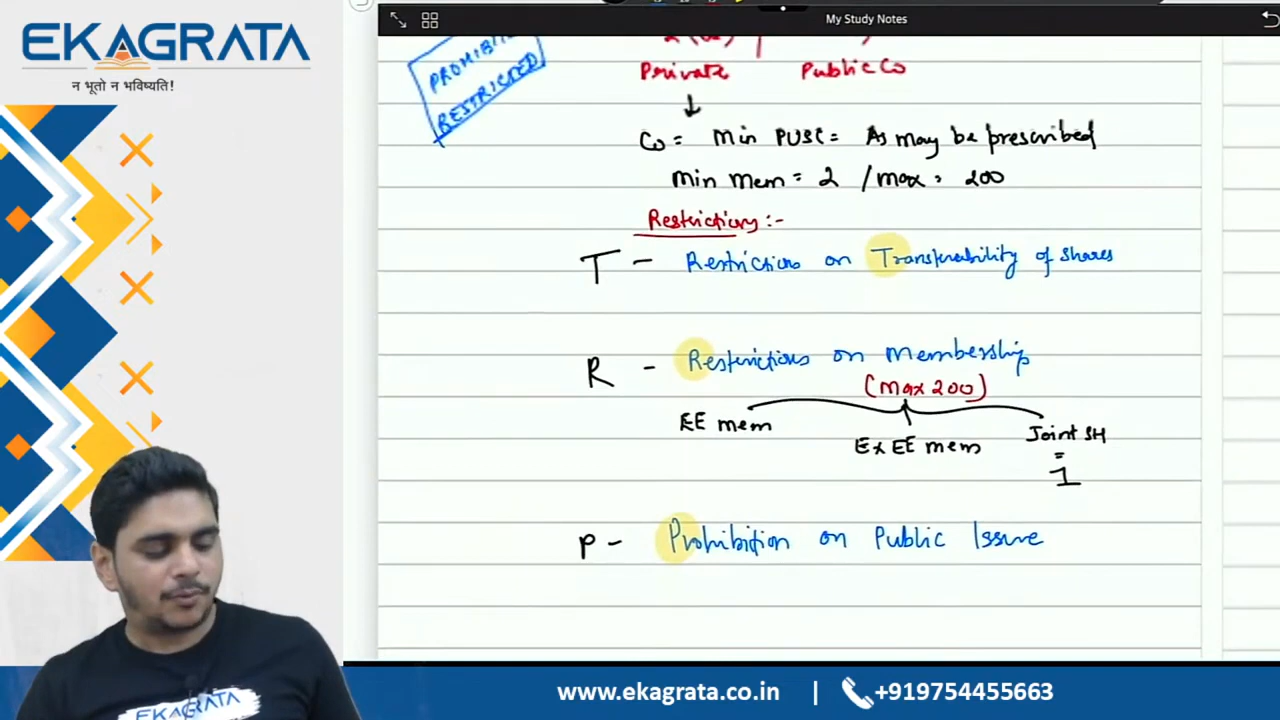 EKAGRATA
न भूतो न भविष्यति!
My Study Notes
PROHIBI
RESTRICTED
Private Public Co
Co = Min PUSC = As may be prescribed
Min Mem = 2 / max = 200
Restrictions :-
T - Restrictions on Transferability of shares
R - Restrictions on Membership
(Max 200)
EE mem
Ex EE mem
Joint SH
=
1
P - Prohibition on Public Issue
EKAGRATA
www.ekagrata.co.in | +919754455663